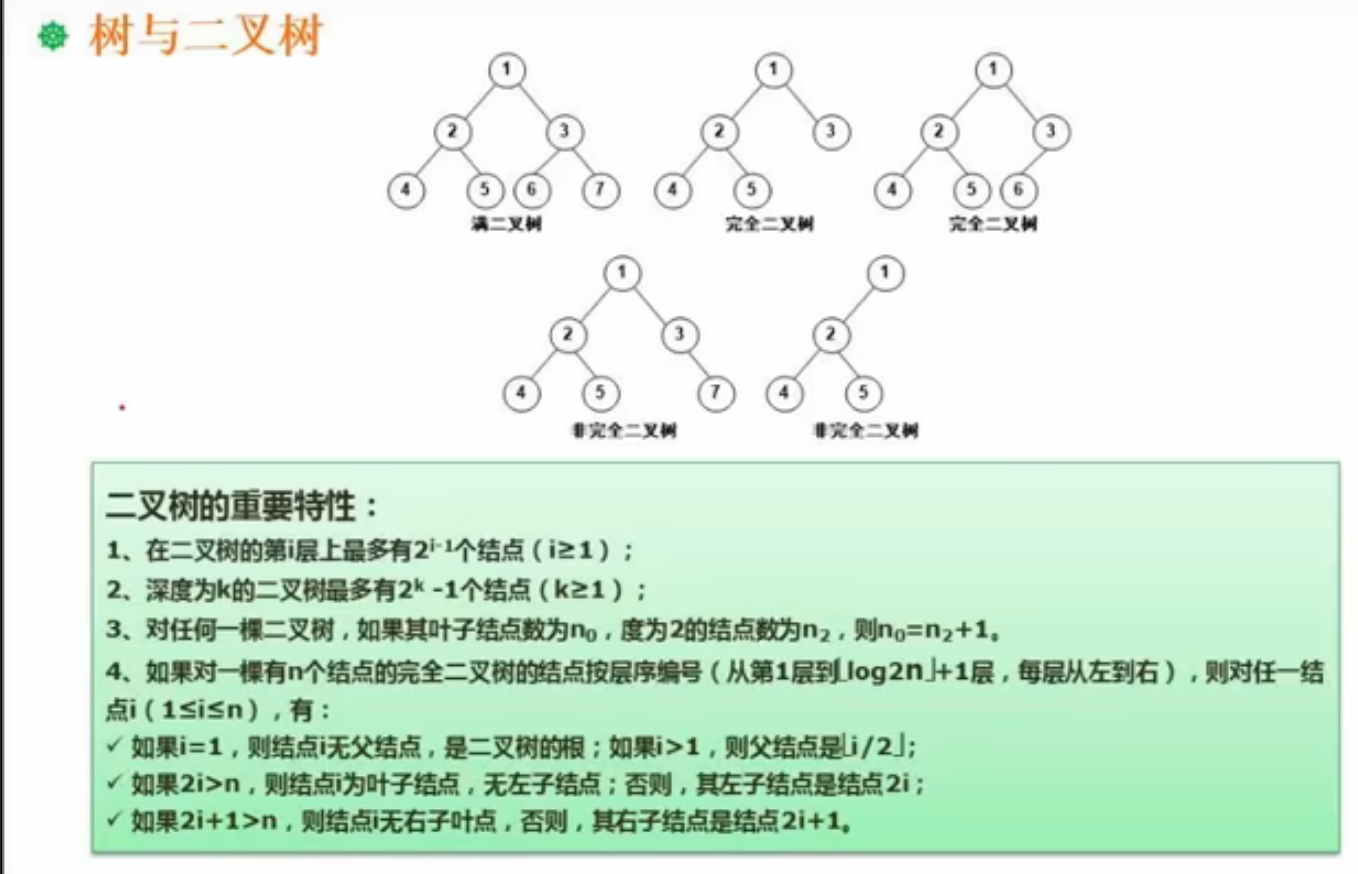 树与二叉树
1 1 1
2 3 2 3 2 3
4 5 6 7 4 5 4 5 6
满二叉树 完全二叉树 完全二叉树
1 1
2 3 2
4 5 7 4 5
非完全二叉树 非完全二叉树
二叉树的重要特性：
1、在二叉树的第i层上最多有2^{i-1}个结点（i≥1）；
2、深度为k的二叉树最多有2^k -1个结点（k≥1）；
3、对任何一棵二叉树，如果其叶子结点数为n₀，度为2的结点数为n₂，则n₀=n₂+1。
4、如果对一棵有n个结点的完全二叉树的结点按层序编号（从第1层到⌊log2n⌋+1层，每层从左到右），则对任一结
点i（1≤i≤n），有：
✓ 如果i=1，则结点i无父结点，是二叉树的根；如果i>1，则父结点是⌊i/2⌋；
✓ 如果2i>n，则结点i为叶子结点，无左子结点；否则，其左子结点是结点2i；
✓ 如果2i+1>n，则结点i无右子叶点，否则，其右子结点是结点2i+1。